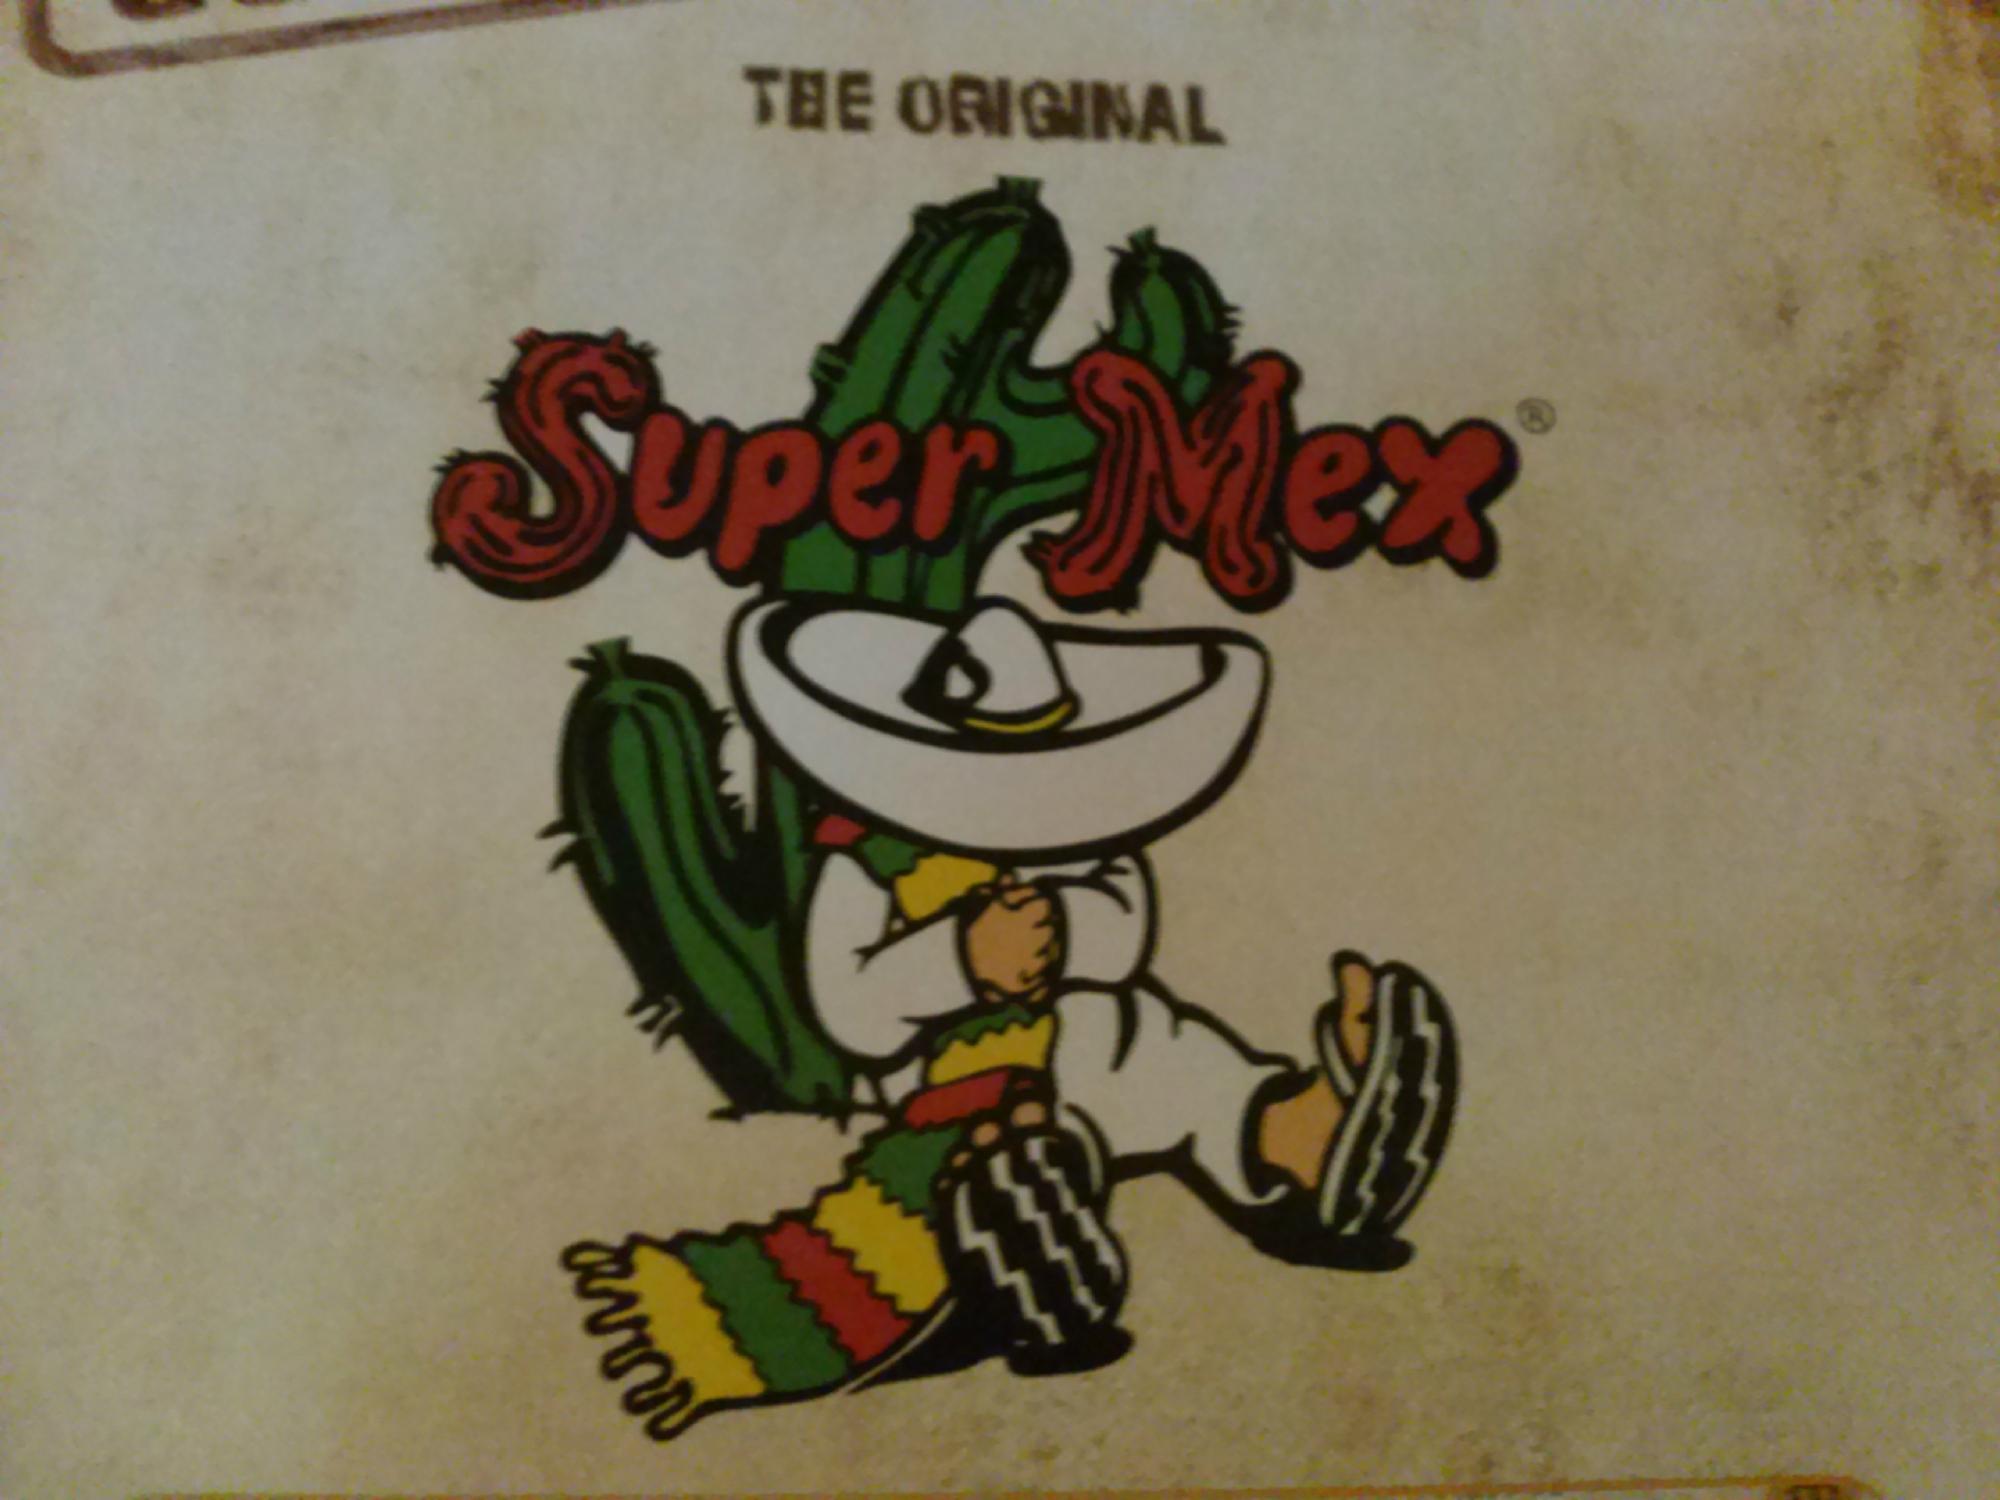 THE ORIGINAL
Super Mex ®